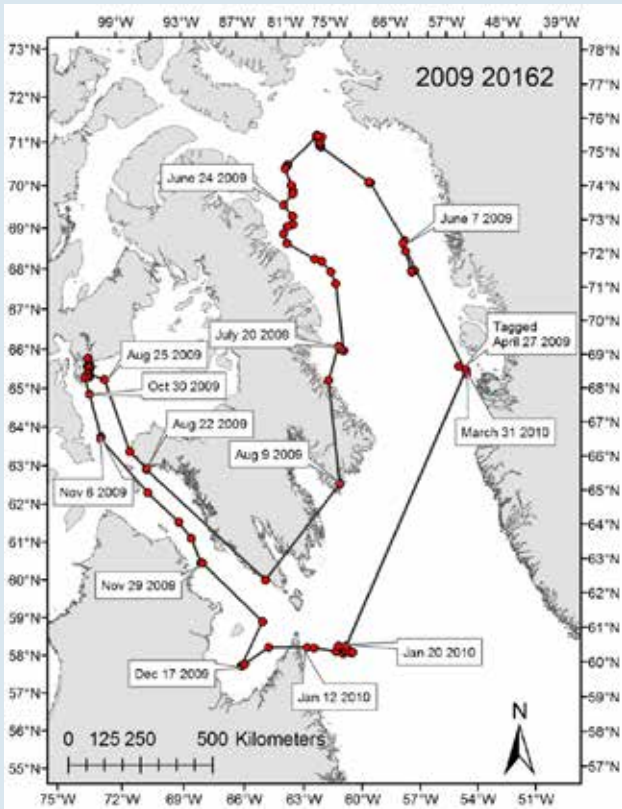 99°W 93°W 87°W 81°W 75°W 66°W 57°W 48°W 39°W
73°N 78°N
2009 20162
72°N 77°N
71°N 76°N
75°N
70°N 74°N
June 24 2009
73°N
69°N June 7 2009
72°N
68°N
71°N
67°N
July 20 2008 70°N
Tagged
April 27 2009
66°N 69°N
Aug 25 2009
65°N 68°N
Oct 30 2009
March 31 2010
64°N 67°N
Aug 22 2009
66°N
63°N Aug 9 2009
65°N
Nov 6 2009
62°N 64°N
61°N 63°N
Nov 29 2008
60°N 62°N
59°N 61°N
Jan 20 2010
58°N 60°N
Dec 17 2009
Jan 12 2010
57°N 59°N
N
56°N 58°N
0 125 250 500 Kilometers
55°N 57°N
75°W 72°W 69°W 66°W 63°W 60°W 57°W 54°W 51°W